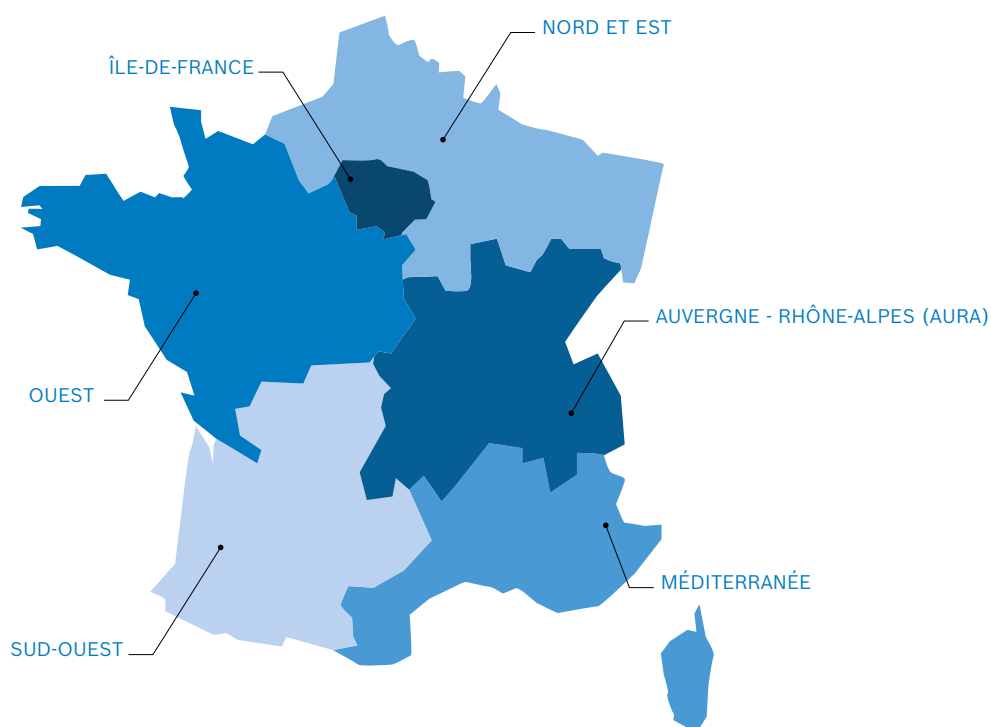 NORD ET EST
ÎLE-DE-FRANCE
AUVERGNE - RHÔNE-ALPES (AURA)
OUEST
MÉDITERRANÉE
SUD-OUEST